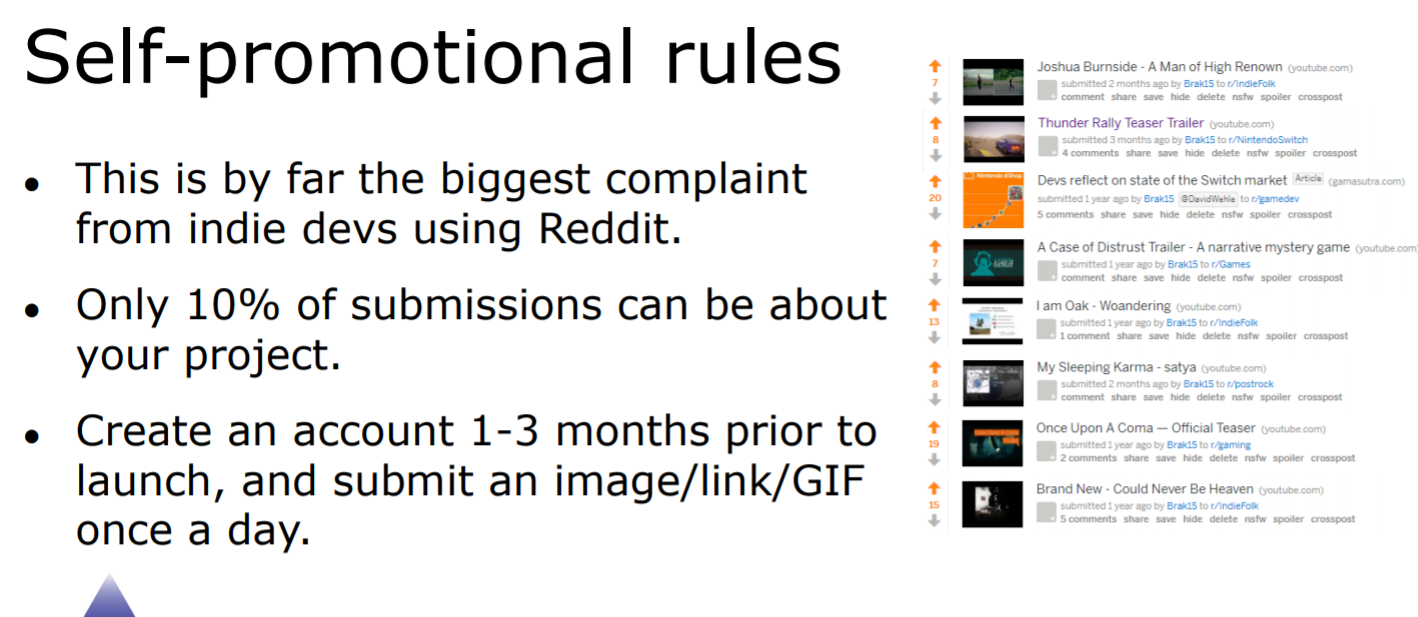 Self-promotional rules
• This is by far the biggest complaint
from indie devs using Reddit.
• Only 10% of submissions can be about
your project.
• Create an account 1-3 months prior to
launch, and submit an image/link/GIF
once a day.
7
Joshua Burnside - A Man of High Renown (youtube.com)
submitted 2 months ago by Brak15 to r/IndieFolk
comment share save hide delete nsfw spoiler crosspost
8
Thunder Rally Teaser Trailer (youtube.com)
submitted 3 months ago by Brak15 to r/NintendoSwitch
4 comments share save hide delete nsfw spoiler crosspost
20
Devs reflect on state of the Switch market Article (gamasutra.com)
submitted 1 year ago by Brak15 @DavidWehle to r/gamedev
5 comments share save hide delete nsfw spoiler crosspost
7
A Case of Distrust Trailer - A narrative mystery game (youtube.com)
submitted 1 year ago by Brak15 to r/Games
comment share save hide delete nsfw spoiler crosspost
13
I am Oak - Woandering (youtube.com)
submitted 1 year ago by Brak15 to r/IndieFolk
1 comment share save hide delete nsfw spoiler crosspost
8
My Sleeping Karma - satya (youtube.com)
submitted 2 months ago by Brak15 to r/postrock
comment share save hide delete nsfw spoiler crosspost
19
Once Upon A Coma — Official Teaser (youtube.com)
submitted 1 year ago by Brak15 to r/gaming
2 comments share save hide delete nsfw spoiler crosspost
15
Brand New - Could Never Be Heaven (youtube.com)
submitted 1 year ago by Brak15 to r/IndieFolk
5 comments share save hide delete nsfw spoiler crosspost